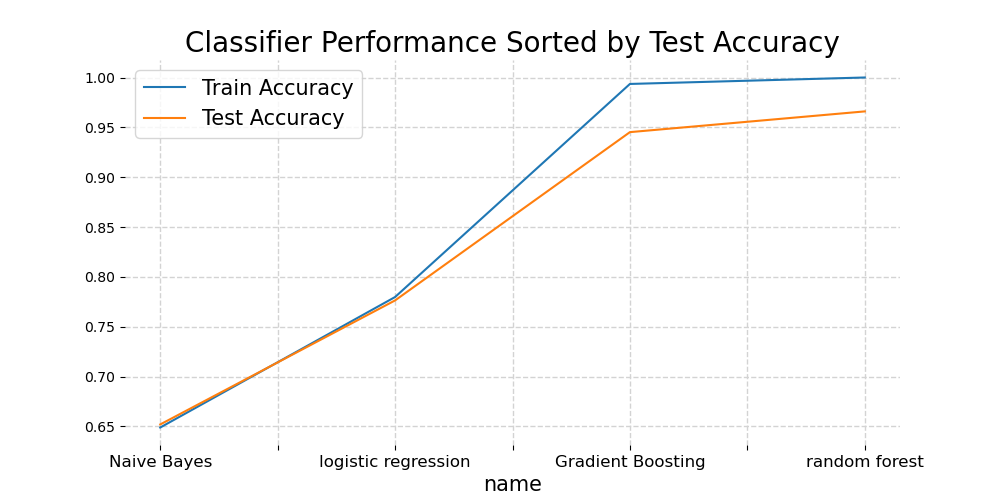 Classifier Performance Sorted by Test Accuracy
Train Accuracy
Test Accuracy
1.00
0.95
0.90
0.85
0.80
0.75
0.70
0.65
Naive Bayes logistic regression Gradient Boosting random forest
name